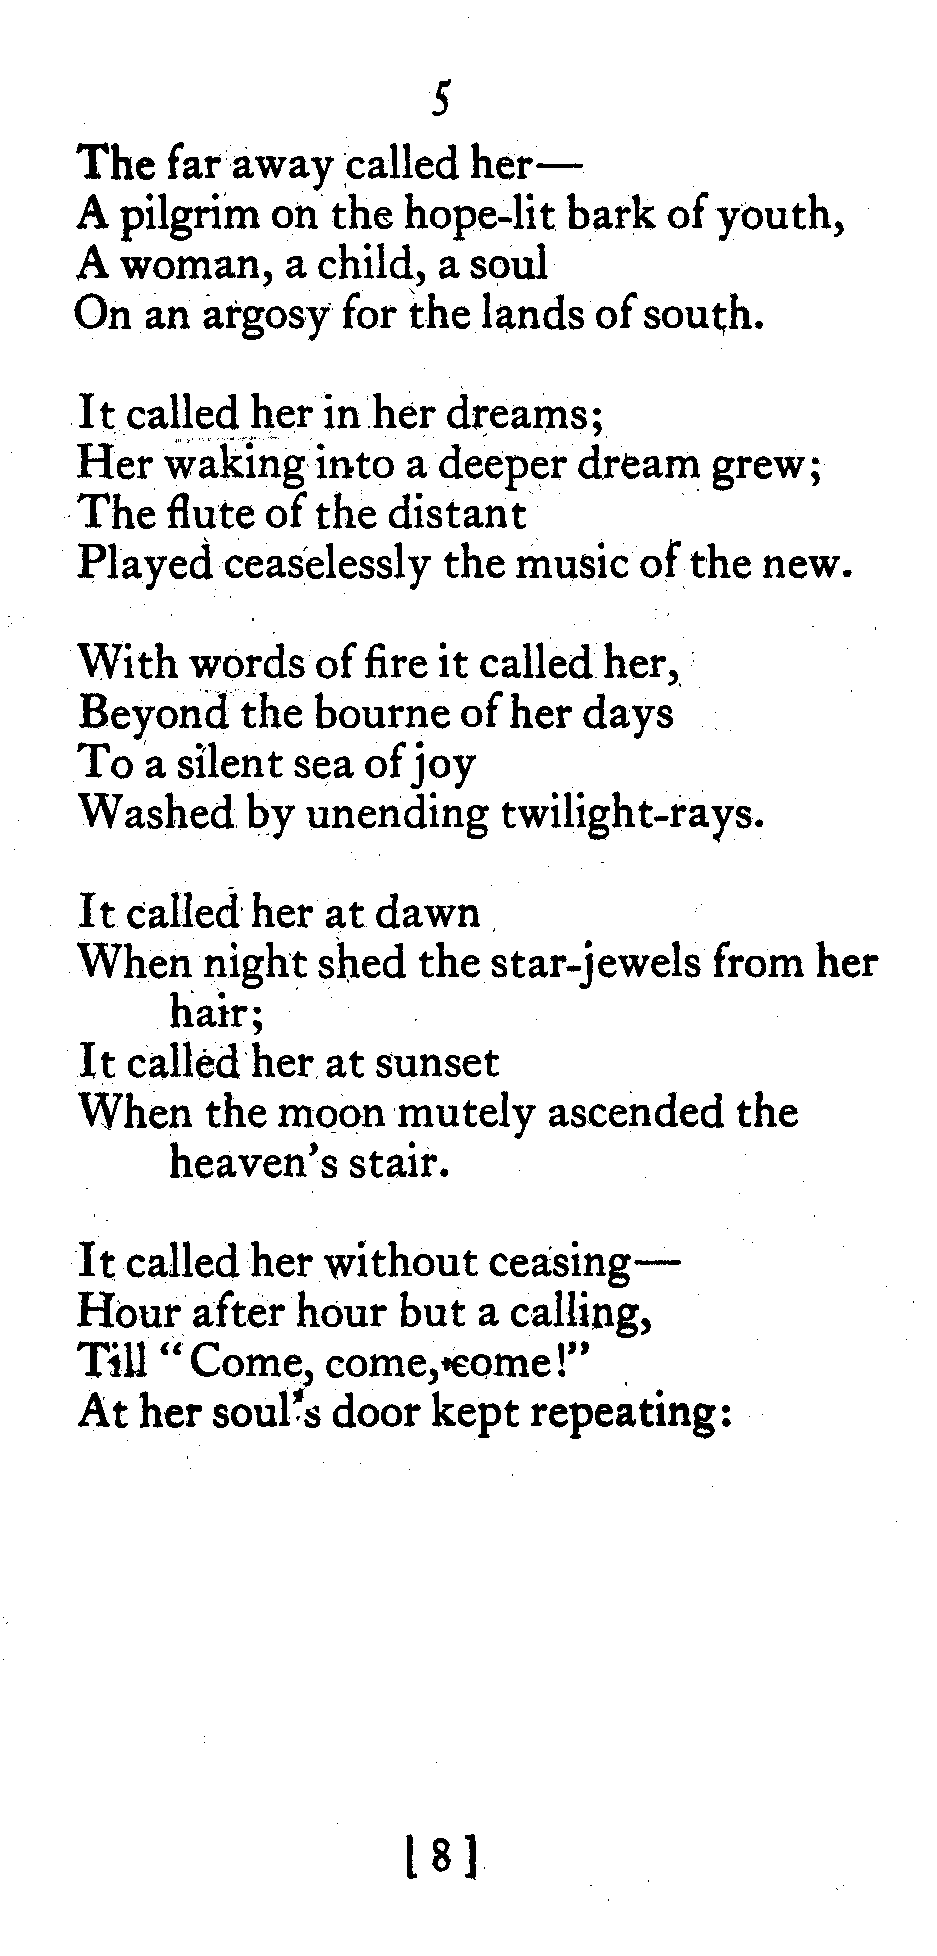 5
The far away called her—
A pilgrim on the hope-lit bark of youth,
A woman, a child, a soul
On an argosy for the lands of south.
It called her in her dreams;
Her waking into a deeper dream grew;
The flute of the distant
Played ceaselessly the music of the new.
With words of fire it called her,
Beyond the bourne of her days
To a silent sea of joy
Washed by unending twilight-rays.
It called her at dawn
When night shed the star-jewels from her
hair;
It called her at sunset
When the moon mutely ascended the
heaven's stair.
It called her without ceasing—
Hour after hour but a calling,
Till "Come, come, come!"
At her soul's door kept repeating:
[ 8 ]